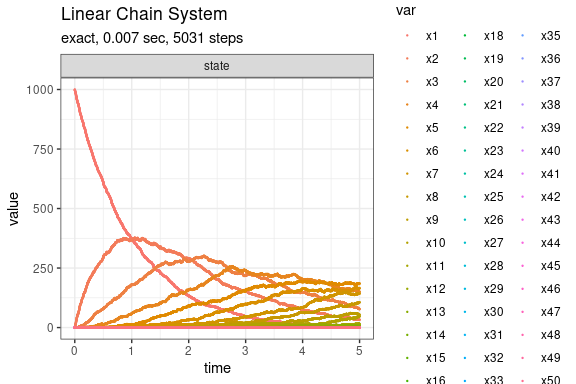 Linear Chain System
exact, 0.007 sec, 5031 steps
state
1000
750
500
250
0
value
0 1 2 3 4 5
time
var
x1 x18 x35
x2 x19 x36
x3 x20 x37
x4 x21 x38
x5 x22 x39
x6 x23 x40
x7 x24 x41
x8 x25 x42
x9 x26 x43
x10 x27 x44
x11 x28 x45
x12 x29 x46
x13 x30 x47
x14 x31 x48
x15 x32 x49
x16 x33 x50